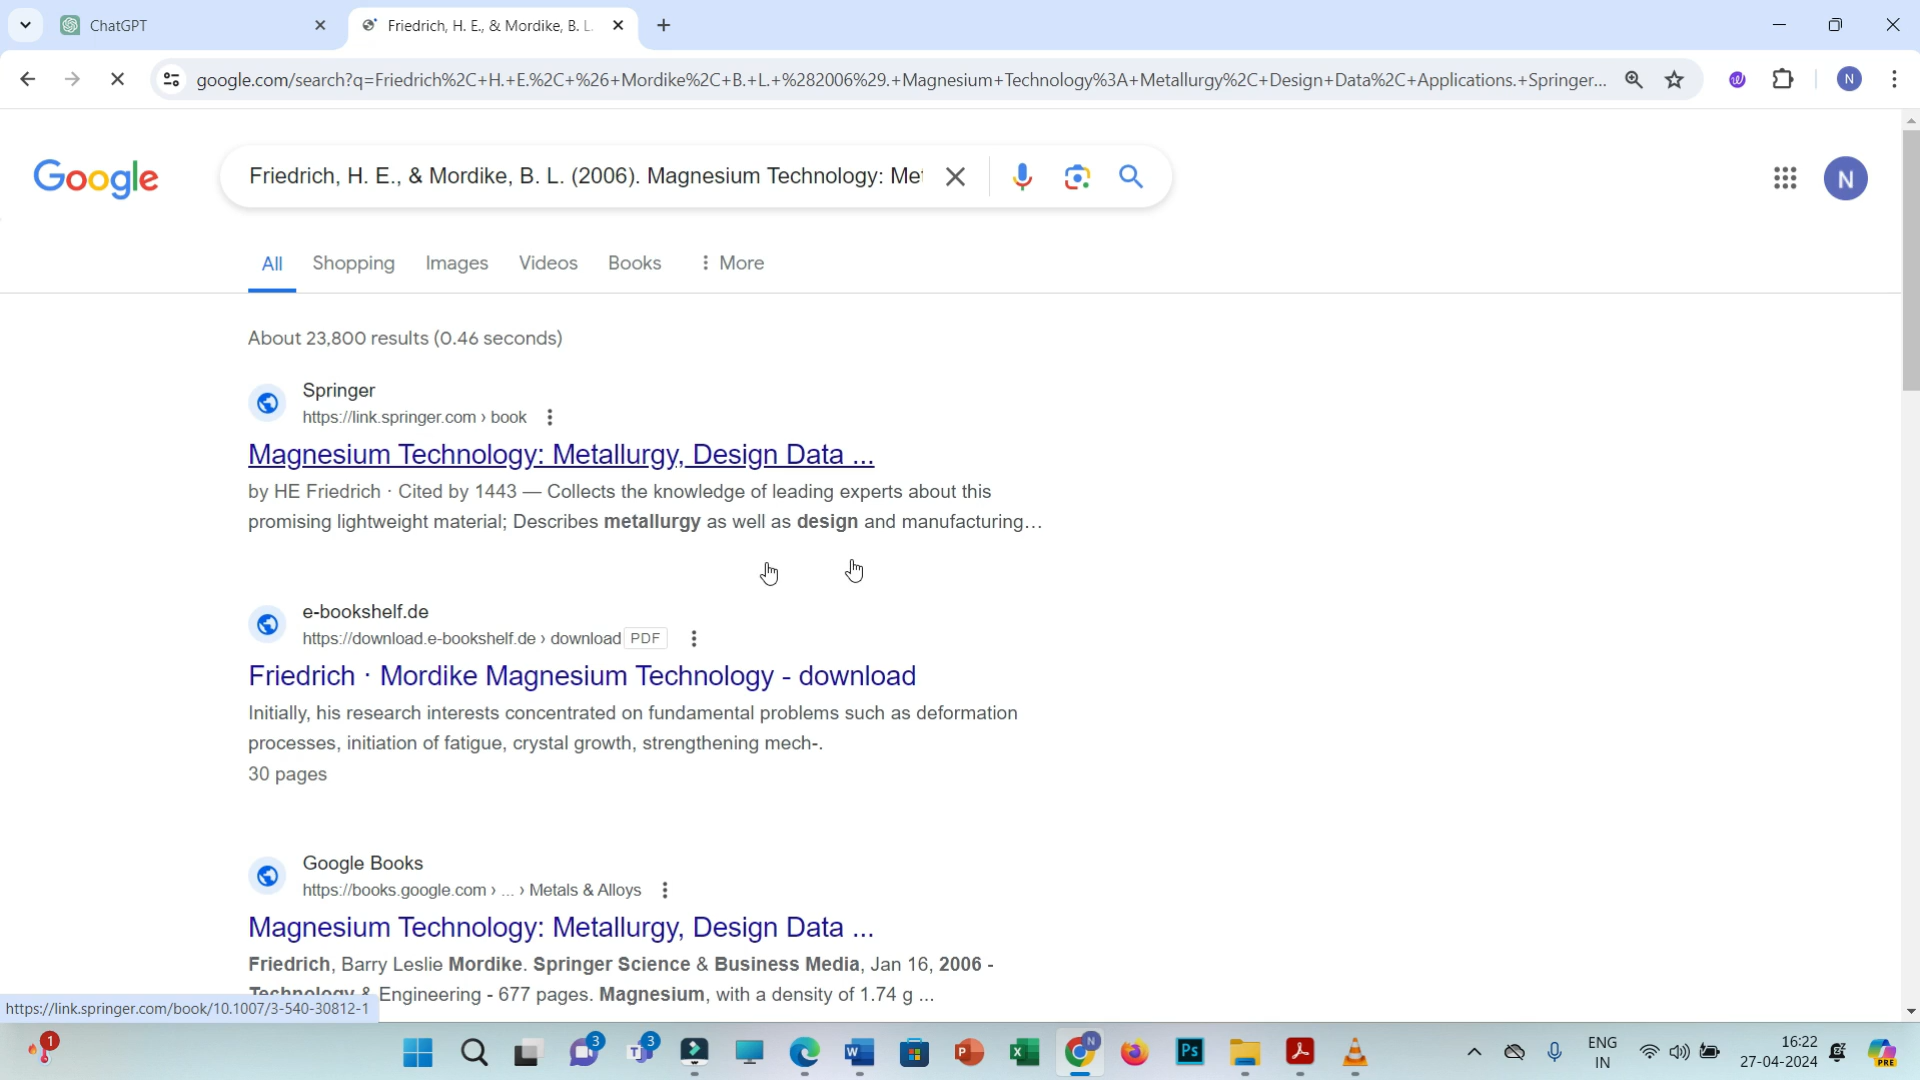 ChatGPT
Friedrich, H. E., & Mordike, B. L.
google.com/search?q=Friedrich%2C+H.+E.%2C+%26+Mordike%2C+B.+L.+%282006%29.+Magnesium+Technology%3A+Metallurgy%2C+Design+Data%2C+Applications.+Springer...
N
Google
Friedrich, H. E., & Mordike, B. L. (2006). Magnesium Technology: Met
N
All Shopping Images Videos Books More
About 23,800 results (0.46 seconds)
Springer
https://link.springer.com › book
Magnesium Technology: Metallurgy, Design Data ...
by HE Friedrich · Cited by 1443 — Collects the knowledge of leading experts about this
promising lightweight material; Describes metallurgy as well as design and manufacturing...
e-bookshelf.de
https://download.e-bookshelf.de › download PDF
Friedrich · Mordike Magnesium Technology - download
Initially, his research interests concentrated on fundamental problems such as deformation
processes, initiation of fatigue, crystal growth, strengthening mech-.
30 pages
Google Books
https://books.google.com › ... › Metals & Alloys
Magnesium Technology: Metallurgy, Design Data ...
Friedrich, Barry Leslie Mordike. Springer Science & Business Media, Jan 16, 2006 -
Technology & Engineering - 677 pages. Magnesium, with a density of 1.74 g ...
https://link.springer.com/book/10.1007/3-540-30812-1
1
3
3
N
Ps
ENG
IN
16:22
27-04-2024
PRE